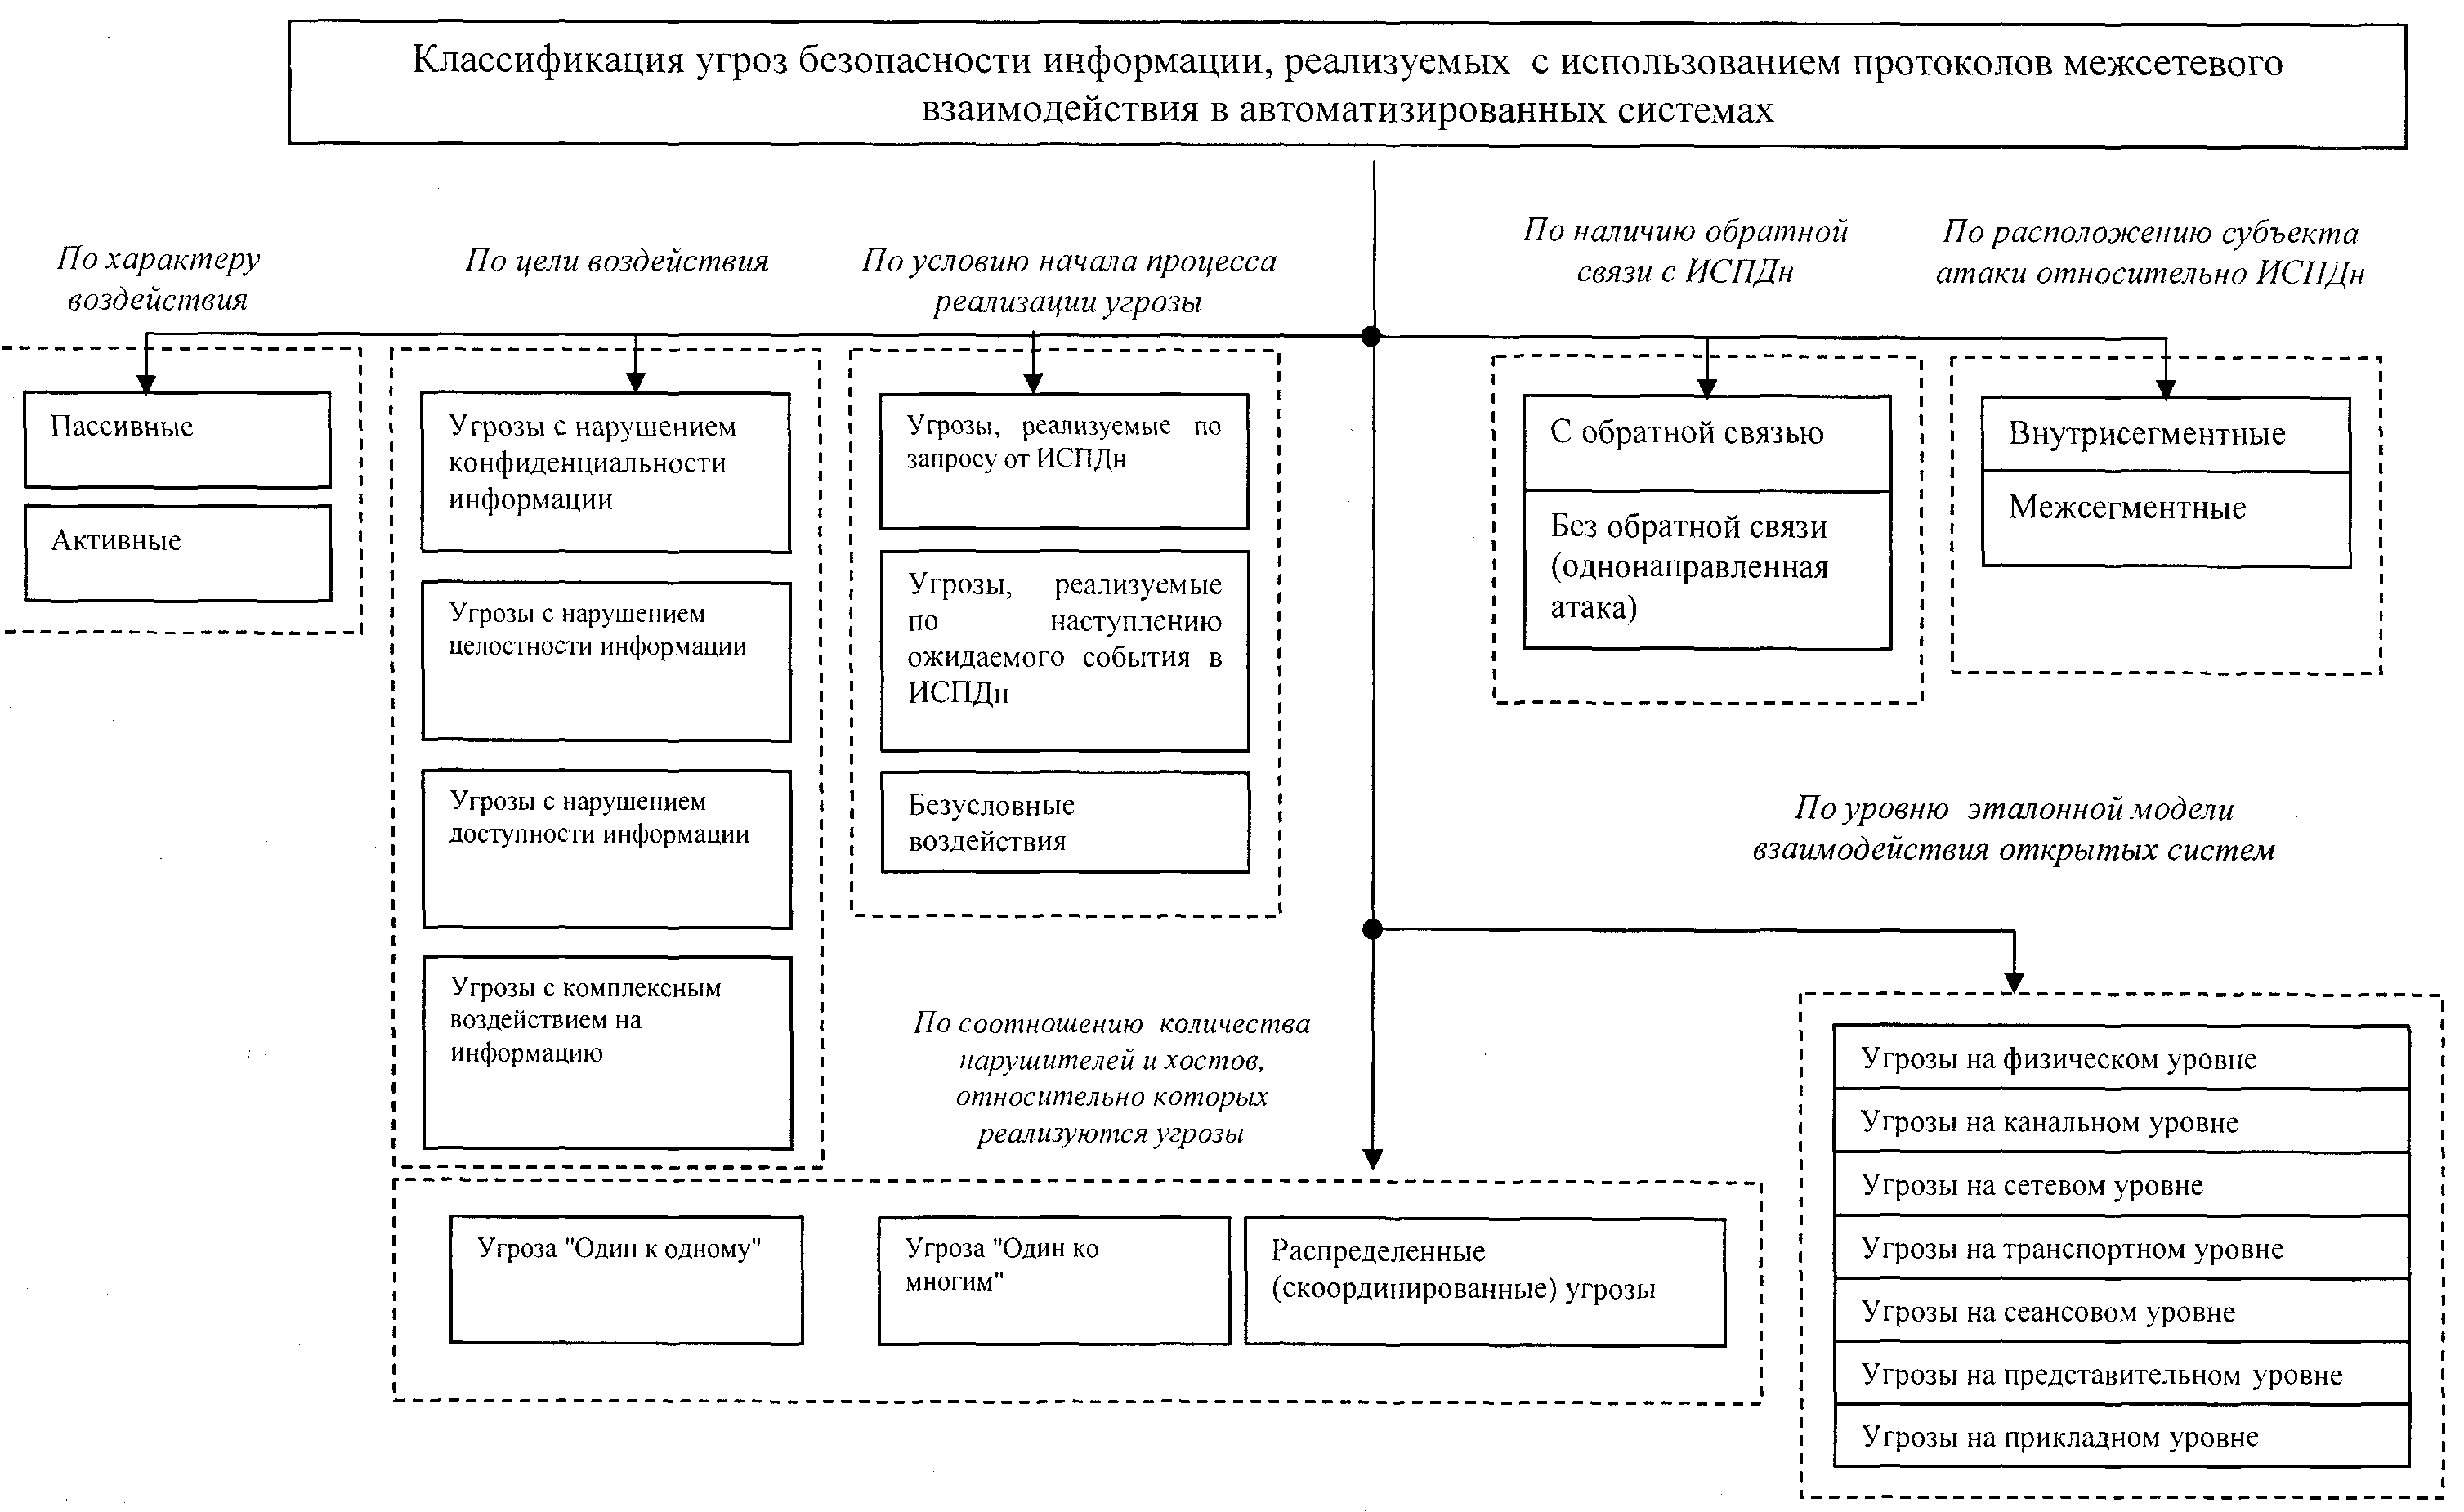 Классификация угроз безопасности информации, реализуемых с использованием протоколов межсетевого
взаимодействия в автоматизированных системах
По характеру
воздействия
Пассивные
Активные
По цели воздействия
Угрозы с нарушением
конфиденциальности
информации
Угрозы с нарушением
целостности информации
Угрозы с нарушением
доступности информации
Угрозы с комплексным
воздействием на
информацию
По условию начала процесса
реализации угрозы
Угрозы, реализуемые по
запросу от ИСПДн
Угрозы, реализуемые
по наступлению
ожидаемого события в
ИСПДн
Безусловные
воздействия
По наличию обратной
связи с ИСПДн
С обратной связью
Без обратной связи
(однонаправленная
атака)
По расположению субъекта
атаки относительно ИСПДн
Внутрисегментные
Межсегментные
По соотношению количества
нарушителей и хостов,
относительно которых
реализуются угрозы
Угроза "Один к одному"
Угроза "Один ко
многим"
Распределенные
(скоординированные) угрозы
По уровню эталонной модели
взаимодействия открытых систем
Угрозы на физическом уровне
Угрозы на канальном уровне
Угрозы на сетевом уровне
Угрозы на транспортном уровне
Угрозы на сеансовом уровне
Угрозы на представительном уровне
Угрозы на прикладном уровне